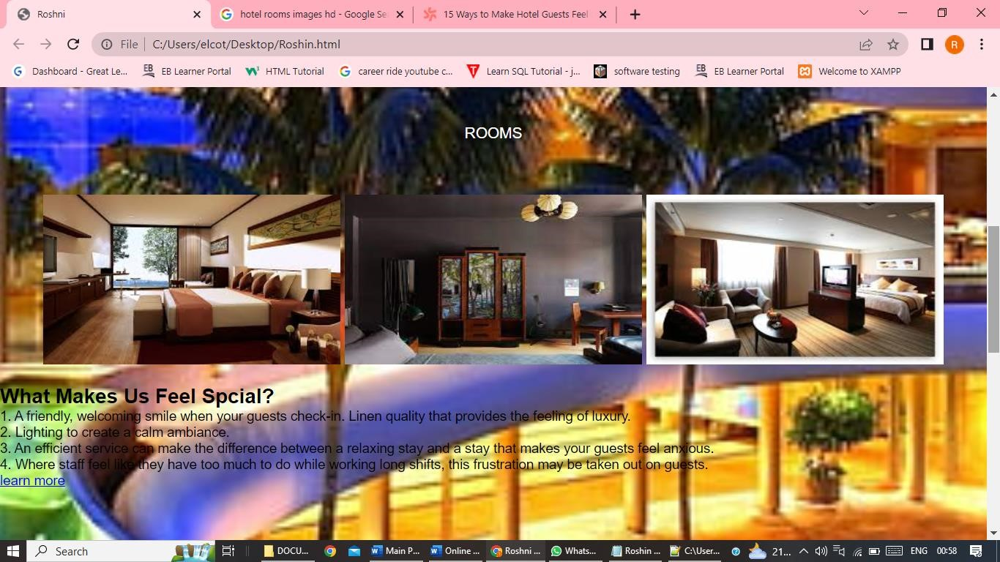 Roshni
hotel rooms images hd - Google Se
15 Ways to Make Hotel Guests Feel
File
C:/Users/elcot/Desktop/Roshin.html
R
Dashboard - Great Le...
EB Learner Portal
HTML Tutorial
career ride youtube c...
Learn SQL Tutorial - j...
software testing
EB Learner Portal
Welcome to XAMPP
ROOMS
What Makes Us Feel Spcial?
1. A friendly, welcoming smile when your guests check-in. Linen quality that provides the feeling of luxury.
2. Lighting to create a calm ambiance.
3. An efficient service can make the difference between a relaxing stay and a stay that makes your guests feel anxious.
4. Where staff feel like they have too much to do while working long shifts, this frustration may be taken out on guests.
learn more
Search
DOCU...
Main P...
Online ...
Roshni ...
Whats...
Roshin ...
C:\User...
21...
ENG
00:58